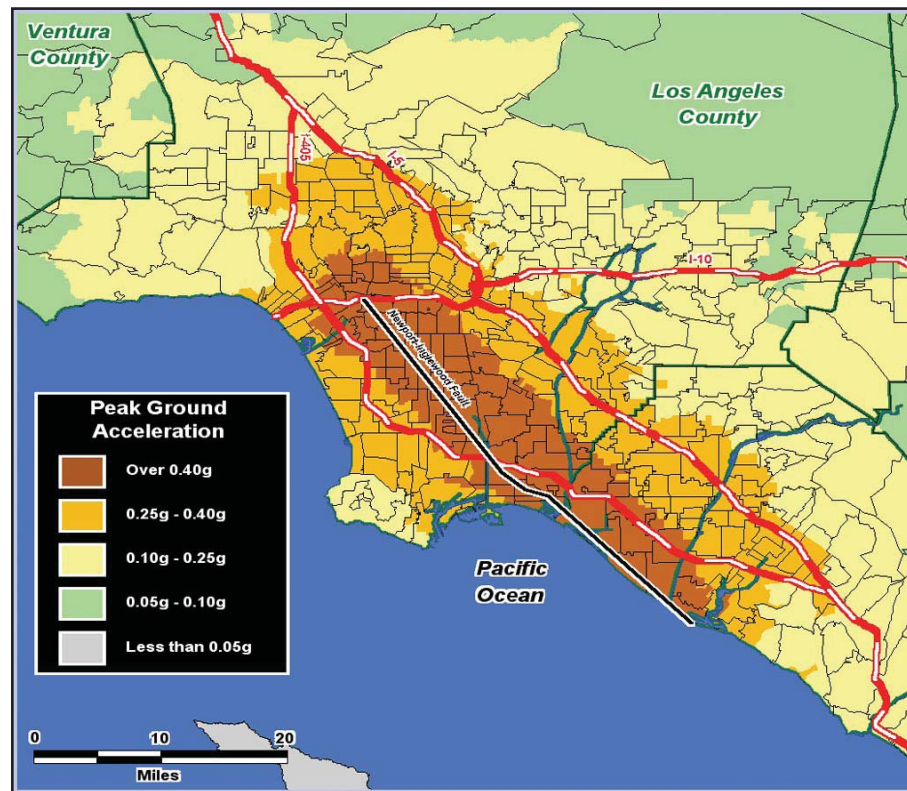 Ventura
County
Los Angeles
County
I-405
I-5
I-10
Newport-Inglewood Fault
Peak Ground
Acceleration
Over 0.40g
0.25g - 0.40g
0.10g - 0.25g
0.05g - 0.10g
Less than 0.05g
Pacific
Ocean
0 10 20
Miles